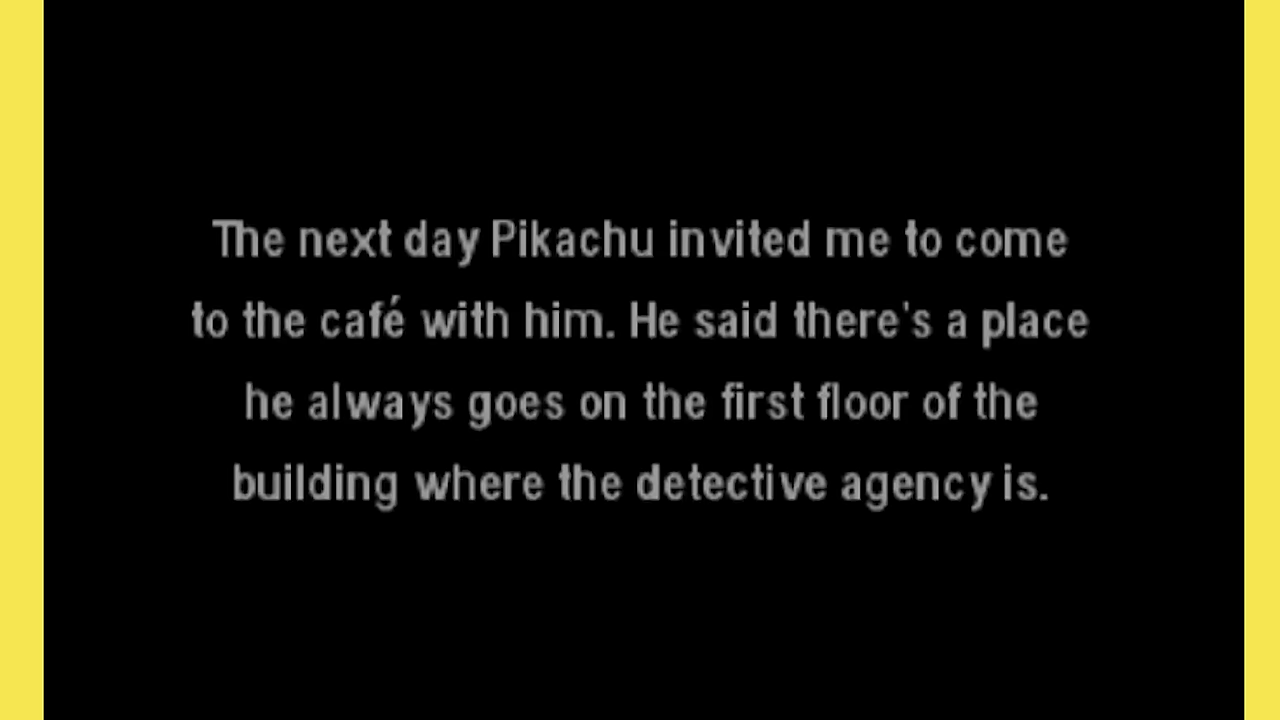 The next day Pikachu invited me to come
to the café with him. He said there's a place
he always goes on the first floor of the
building where the detective agency is.